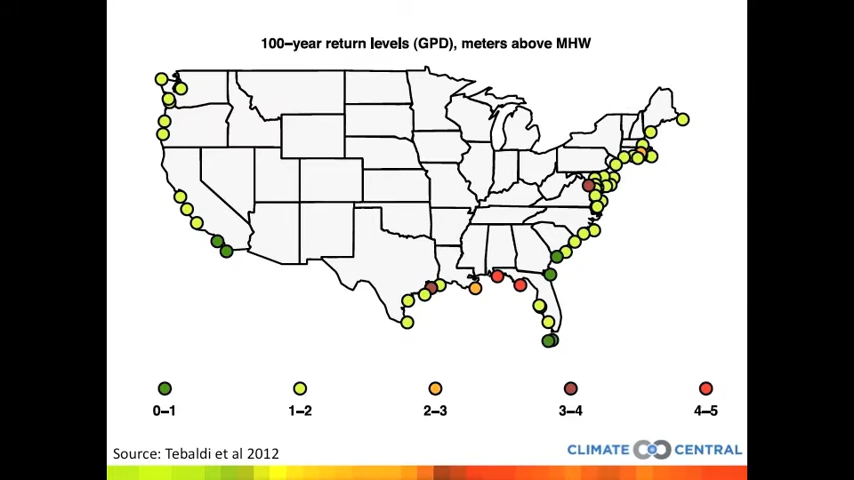 100–year return levels (GPD), meters above MHW
0–1
1–2
2–3
3–4
4–5
Source: Tebaldi et al 2012
CLIMATE CENTRAL